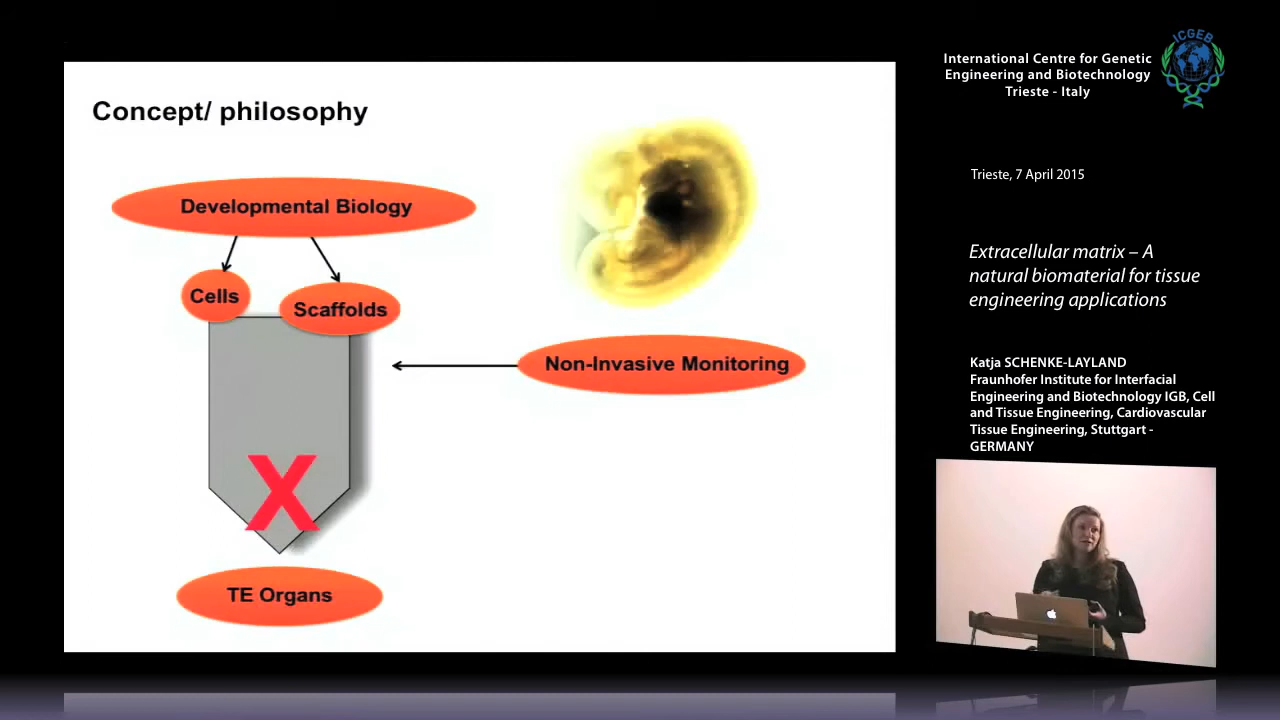 Concept/ philosophy
Developmental Biology
Cells
Scaffolds
Non-Invasive Monitoring
X
TE Organs
International Centre for Genetic
Engineering and Biotechnology
Trieste - Italy
ICGEB
Trieste, 7 April 2015
Extracellular matrix – A
natural biomaterial for tissue
engineering applications
Katja SCHENKE-LAYLAND
Fraunhofer Institute for Interfacial
Engineering and Biotechnology IGB, Cell
and Tissue Engineering, Cardiovascular
Tissue Engineering, Stuttgart -
GERMANY